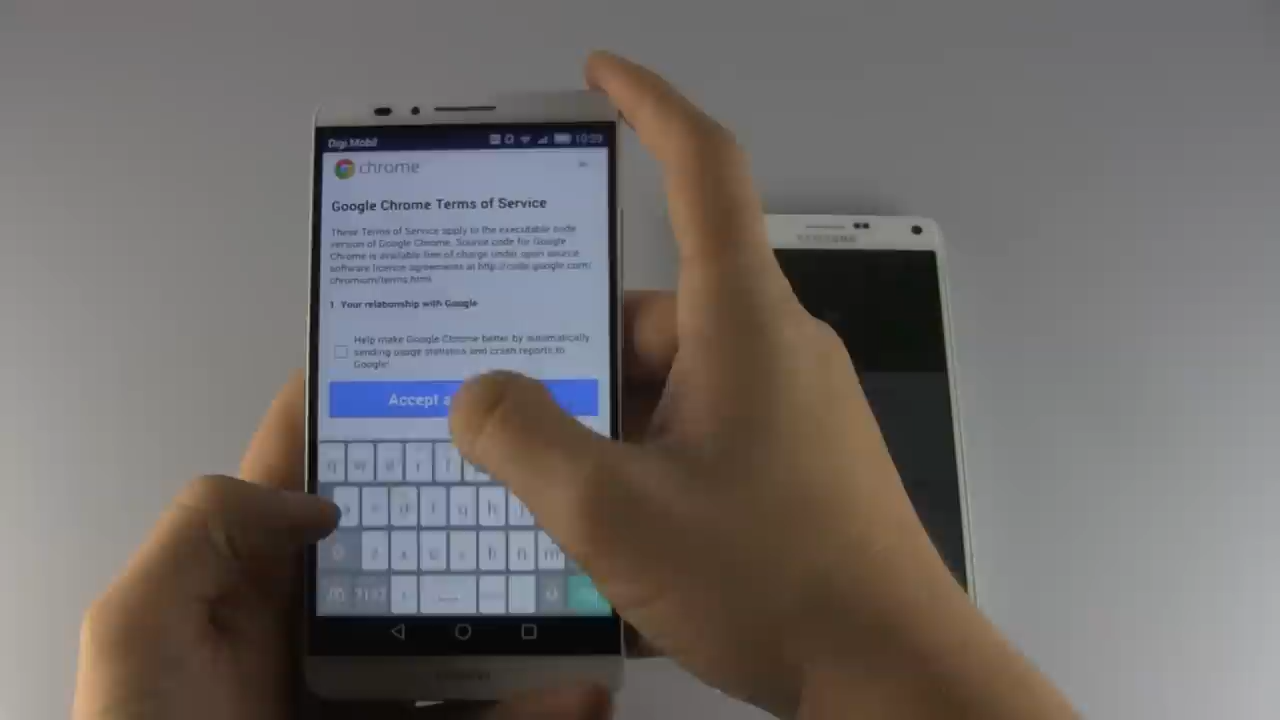 Digi.Mobil
10:59
chrome
Google Chrome Terms of Service
These Terms of Service apply to the executable code
version of Google Chrome. Source code for Google
Chrome is available free of charge under open source
software licence agreements at http://code.google.com/
chromium/terms.html
1. Your relationship with Google
Help make Google Chrome better by automatically
sending usage statistics and crash reports to
Google.
Accept
SAMSUNG